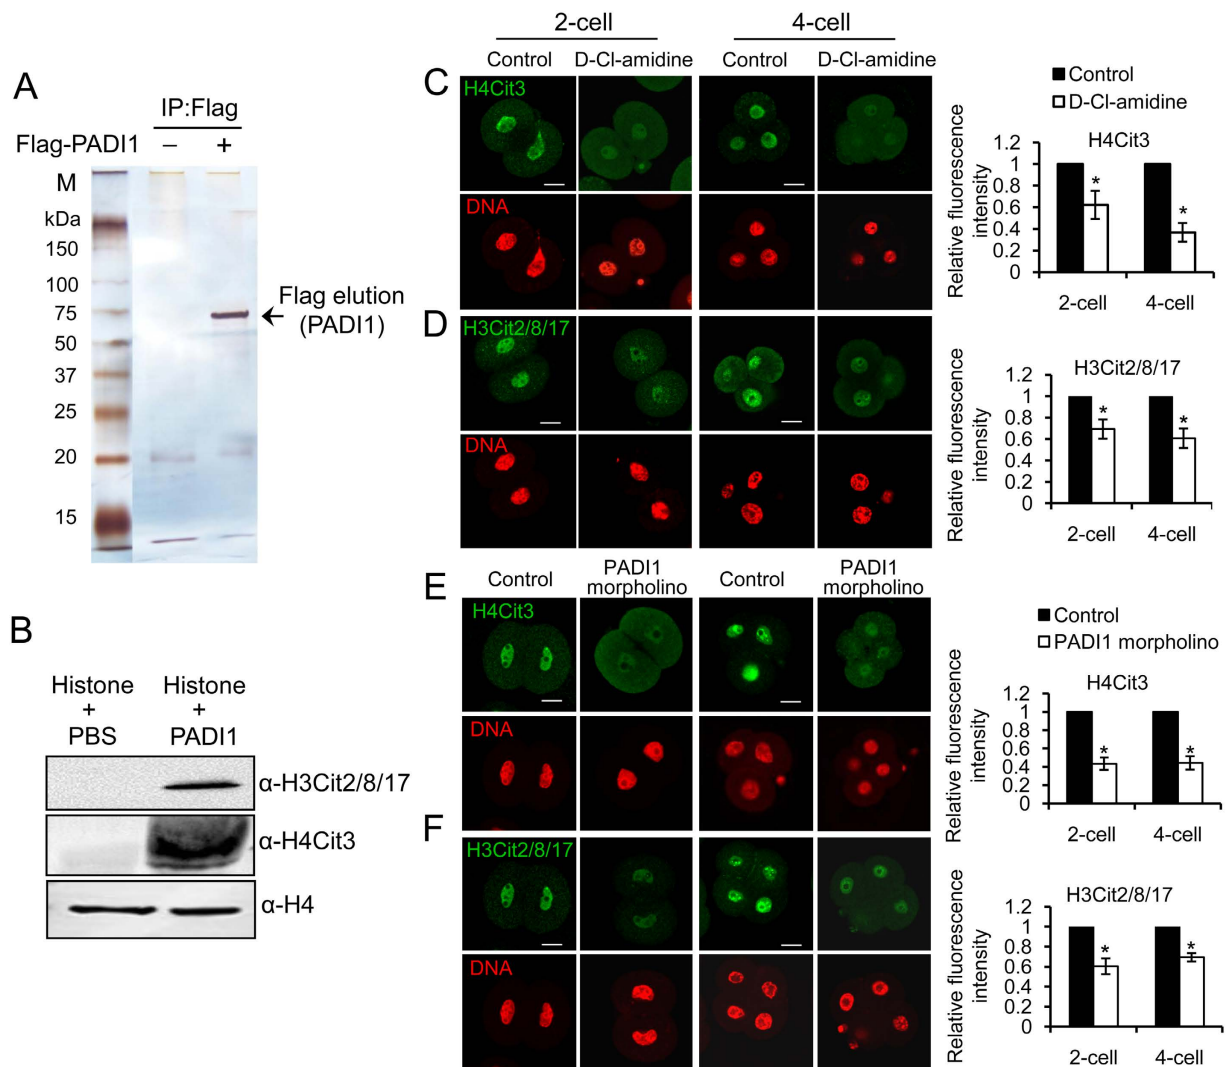 A
IP:Flag
Flag-PADI1 – +
M
kDa
150
100
75
50
37
25
20
15
Flag elution
(PADI1)
B
Histone Histone
+ +
PBS PADI1
α-H3Cit2/8/17
α-H4Cit3
α-H4
2-cell 4-cell
Control D-Cl-amidine Control D-Cl-amidine
C
H4Cit3
DNA
Control
D-Cl-amidine
H4Cit3
Relative fluorescence
intensity
1.2
1
0.8
0.6
0.4
0.2
0
* *
2-cell 4-cell
D
H3Cit2/8/17
DNA
H3Cit2/8/17
Relative fluorescence
intensity
1.2
1
0.8
0.6
0.4
0.2
0
* *
2-cell 4-cell
E
Control PADI1 morpholino Control PADI1 morpholino
H4Cit3
DNA
Control
PADI1 morpholino
H4Cit3
Relative fluorescence
intensity
1.2
1
0.8
0.6
0.4
0.2
0
* *
2-cell 4-cell
F
H3Cit2/8/17
DNA
H3Cit2/8/17
Relative fluorescence
intensity
1.2
1
0.8
0.6
0.4
0.2
0
* *
2-cell 4-cell